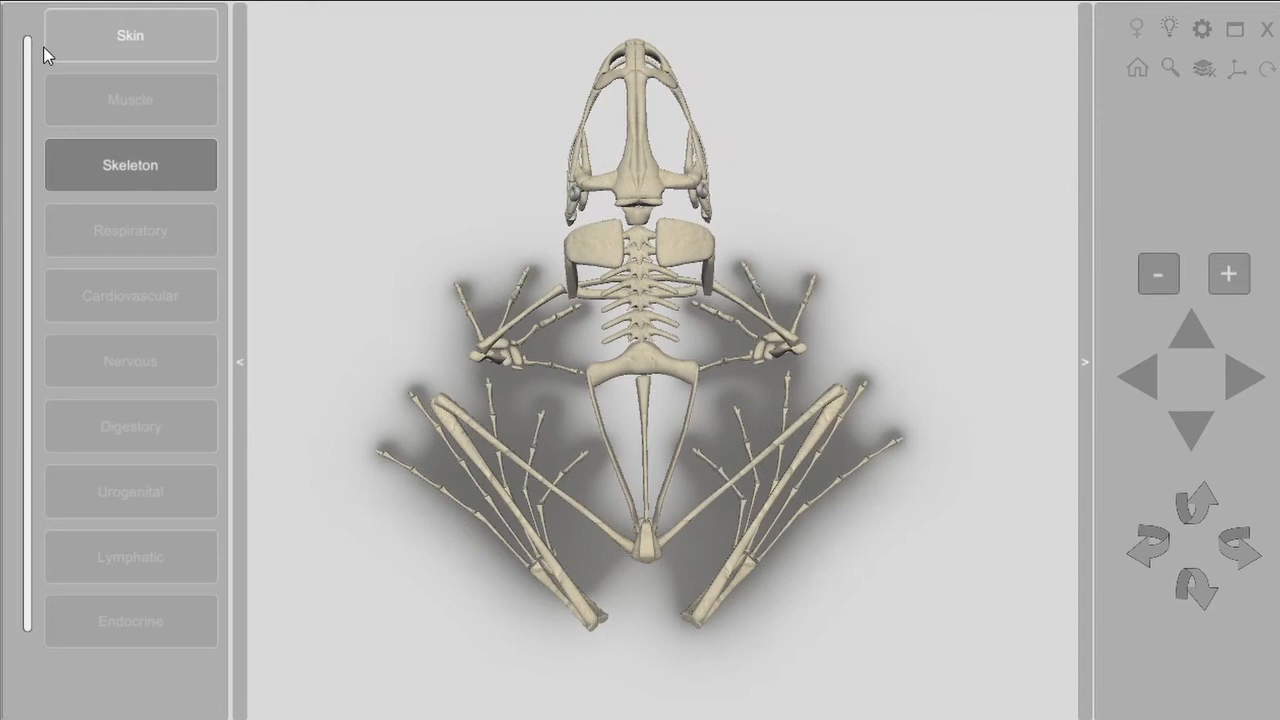 Skin
Muscle
Skeleton
Respiratory
Cardiovascular
Nervous
Digestory
Urogenital
Lymphatic
Endocrine
<
>
X
-
+